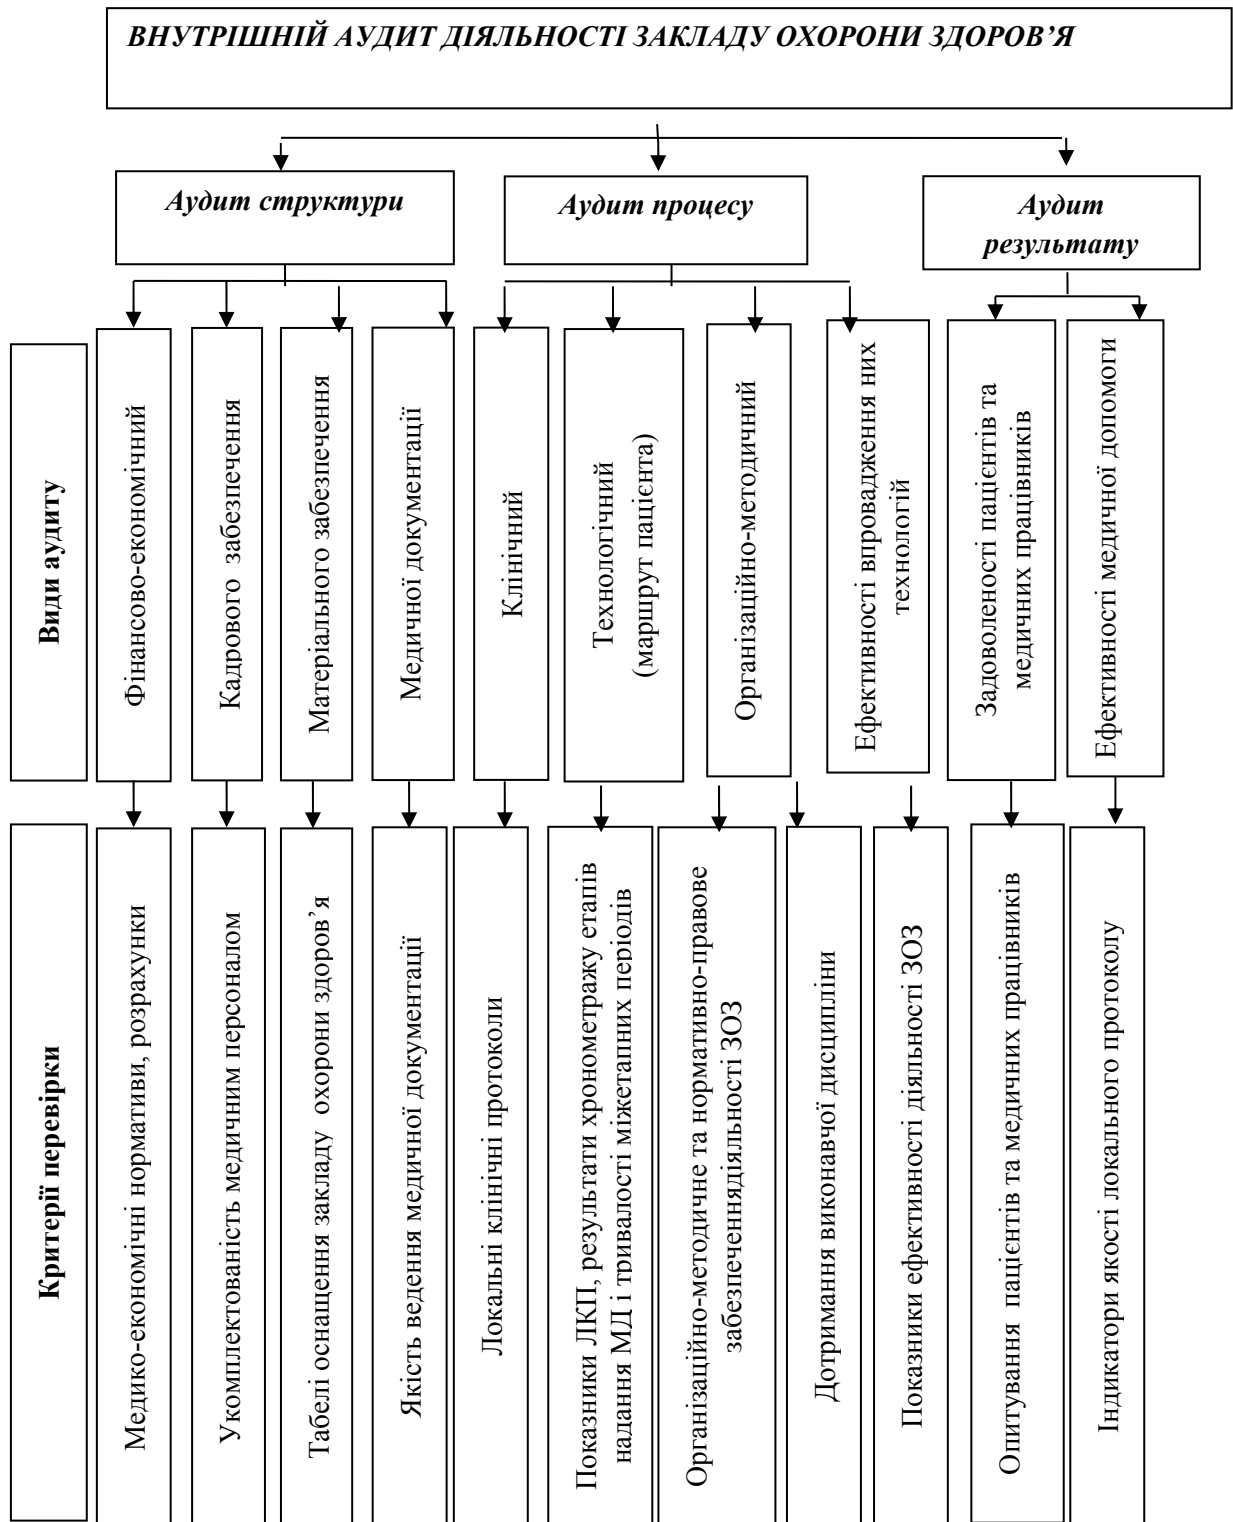 ВНУТРІШНІЙ АУДИТ ДІЯЛЬНОСТІ ЗАКЛАДУ ОХОРОНИ ЗДОРОВ’Я
Аудит структури
Аудит процесу
Аудит
результату
Види аудиту
Фінансово-економічний
Кадрового забезпечення
Матеріального забезпечення
Медичної документації
Клінічний
Технологічний
(маршрут пацієнта)
Організаційно-методичний
Ефективності впровадження них
технологій
Задоволеності пацієнтів та
медичних працівників
Ефективності медичної допомоги
Критерії перевірки
Медико-економічні нормативи, розрахунки
Укомплектованість медичним персоналом
Табелі оснащення закладу охорони здоров’я
Якість ведення медичної документації
Локальні клінічні протоколи
Показники ЛКП, результати хронометражу етапів
надання МД і тривалості міжетапних періодів
Організаційно-методичне та нормативно-правове
забезпеченнядіяльності ЗОЗ
Дотримання виконавчої дисципліни
Показники ефективності діяльності ЗОЗ
Опитування пацієнтів та медичних працівників
Індикатори якості локального протоколу